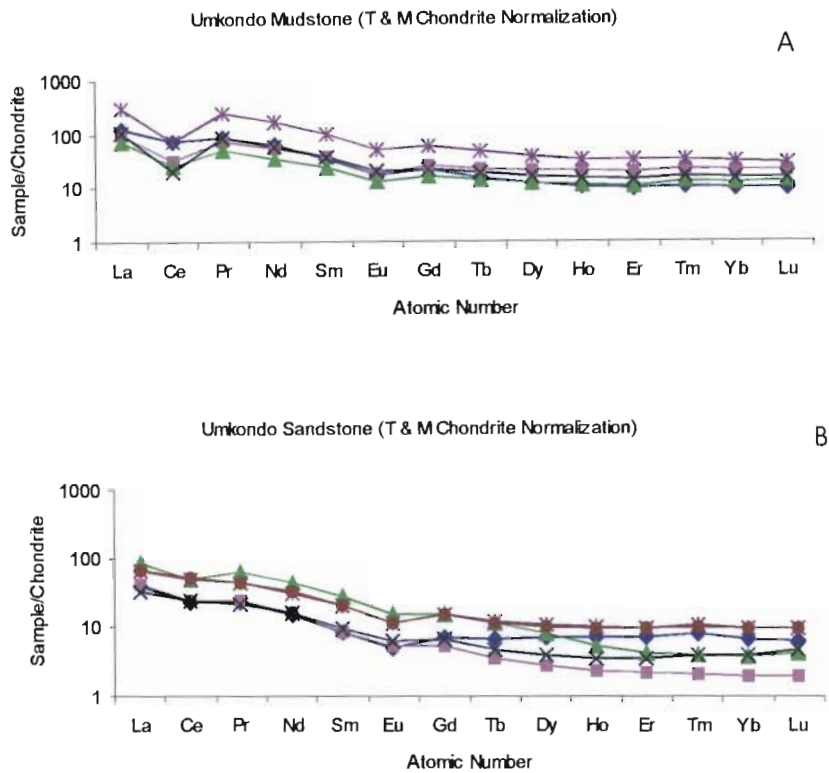 Umkondo Mudstone (T & M Chondrite Normalization)
A
1000
100
10
1
Sample/Chondrite
La Ce Pr Nd Sm Eu Gd Tb Dy Ho Er Tm Yb Lu
Atomic Number
Umkondo Sandstone (T & M Chondrite Normalization)
B
1000
100
10
1
Sample/Chondrite
La Ce Pr Nd Sm Eu Gd Tb Dy Ho Er Tm Yb Lu
Atomic Number